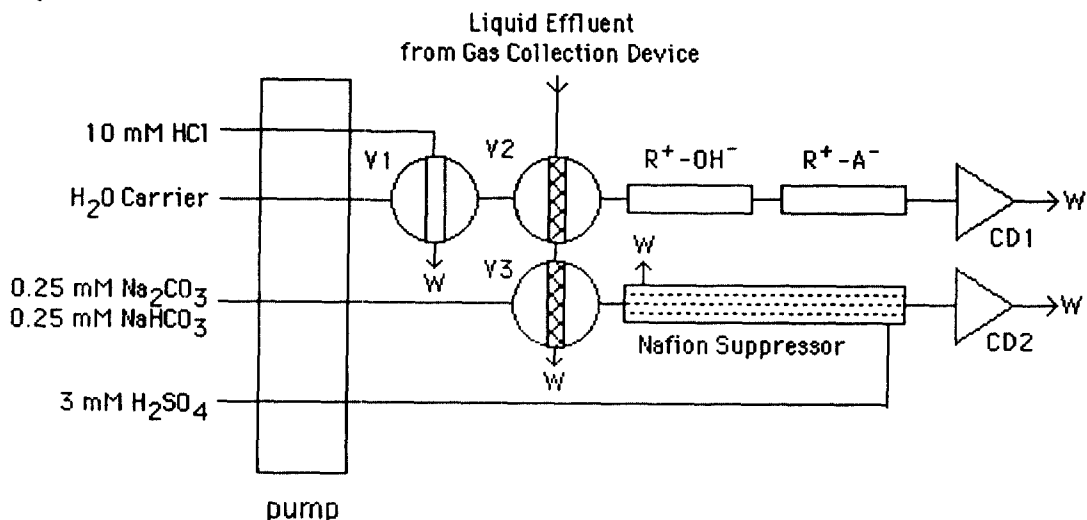 Liquid Effluent
from Gas Collection Device
10 mM HCl
V1
V2
R⁺-OH⁻
R⁺-A⁻
H₂O Carrier
W
CD1
W
W
V3
0.25 mM Na₂CO₃
0.25 mM NaHCO₃
W
Nafion Suppressor
CD2
W
3 mM H₂SO₄
pump